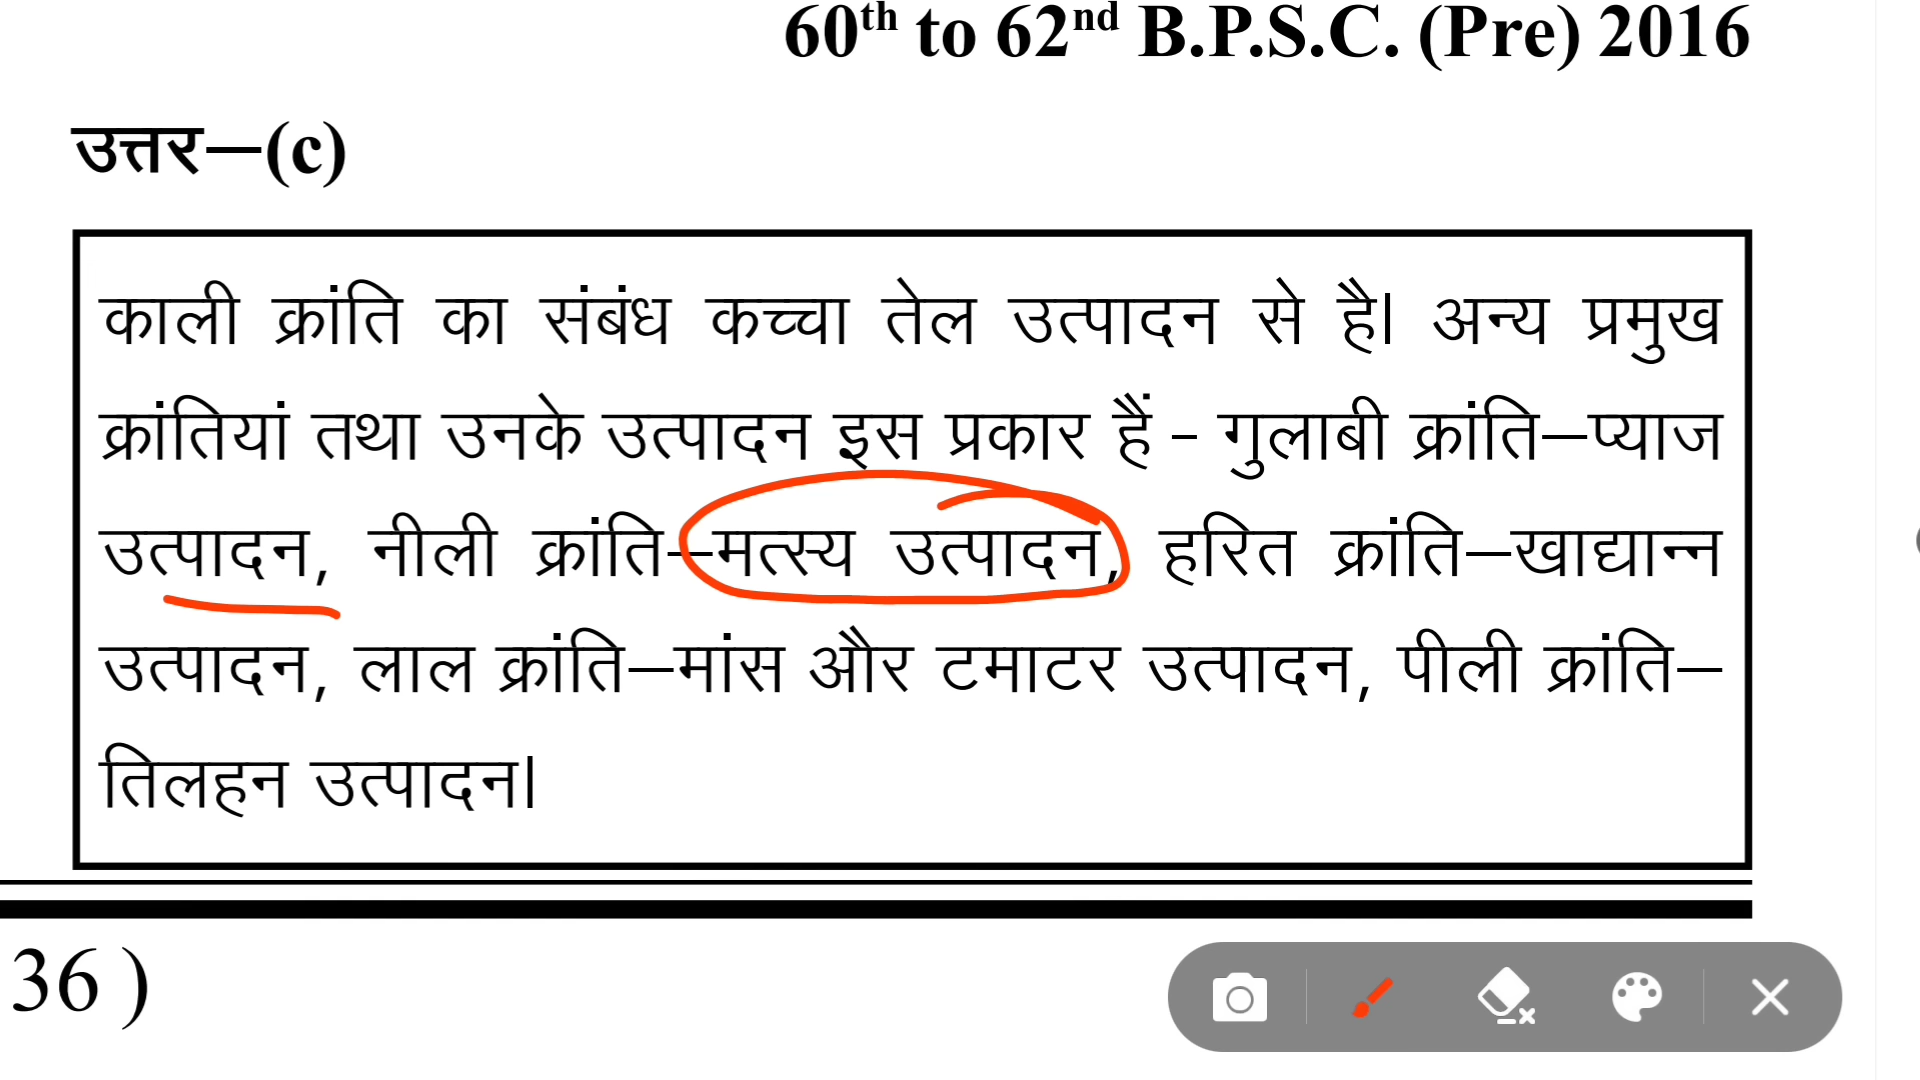 60th to 62nd B.P.S.C. (Pre) 2016
उत्तर—(c)
काली क्रांति का संबंध कच्चा तेल उत्पादन से है। अन्य प्रमुख
क्रांतियां तथा उनके उत्पादन इस प्रकार हैं - गुलाबी क्रांति—प्याज
उत्पादन, नीली क्रांति—मत्स्य उत्पादन, हरित क्रांति—खाद्यान्न
उत्पादन, लाल क्रांति—मांस और टमाटर उत्पादन, पीली क्रांति—
तिलहन उत्पादन।
36 )